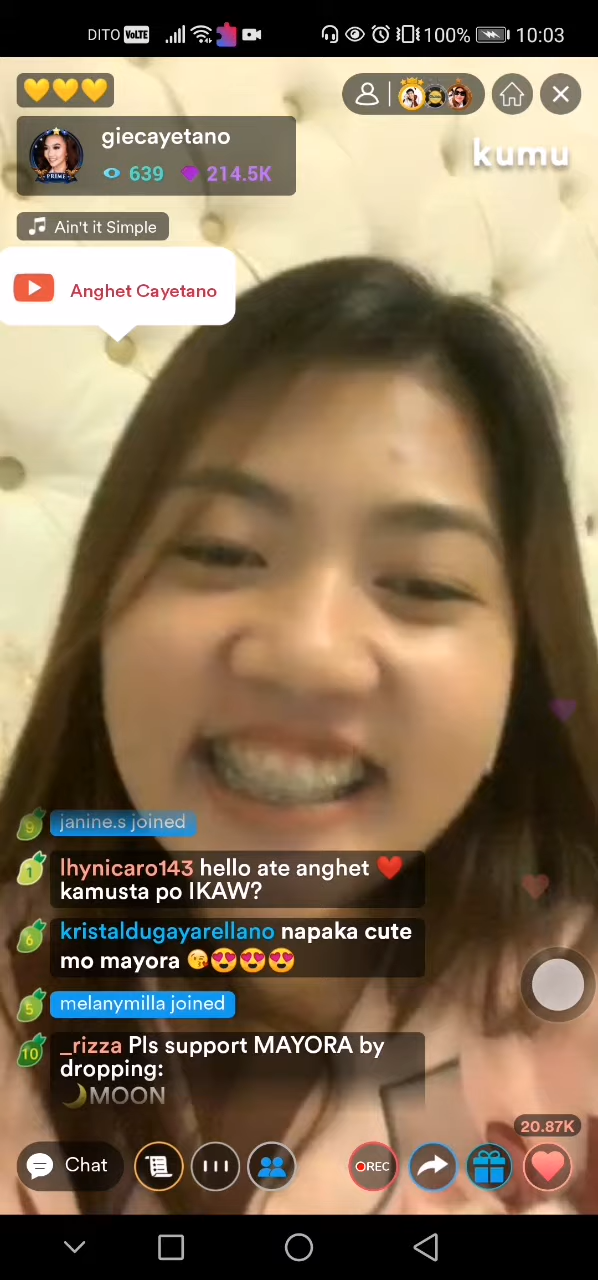 DITO VoLTE 100% 10:03
giecayetano
639 214.5K
kumu
PRIME
Ain't it Simple
Anghet Cayetano
9 janine.s joined
1 lhynicaro143 hello ate anghet ❤️
kamusta po IKAW?
6 kristaldugayarellano napaka cute
mo mayora 😘😍😍😍
5 melanymilla joined
10 _rizza Pls support MAYORA by
dropping:
🌙MOON
20.87K
Chat
REC